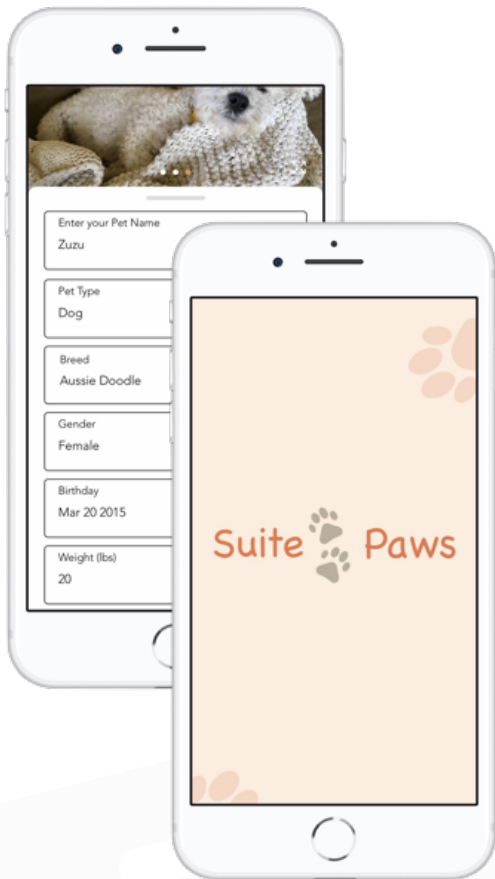 Enter your Pet Name
Zuzu
Pet Type
Dog
Breed
Aussie Doodle
Gender
Female
Birthday
Mar 20 2015
Weight (lbs)
20
Suite Paws